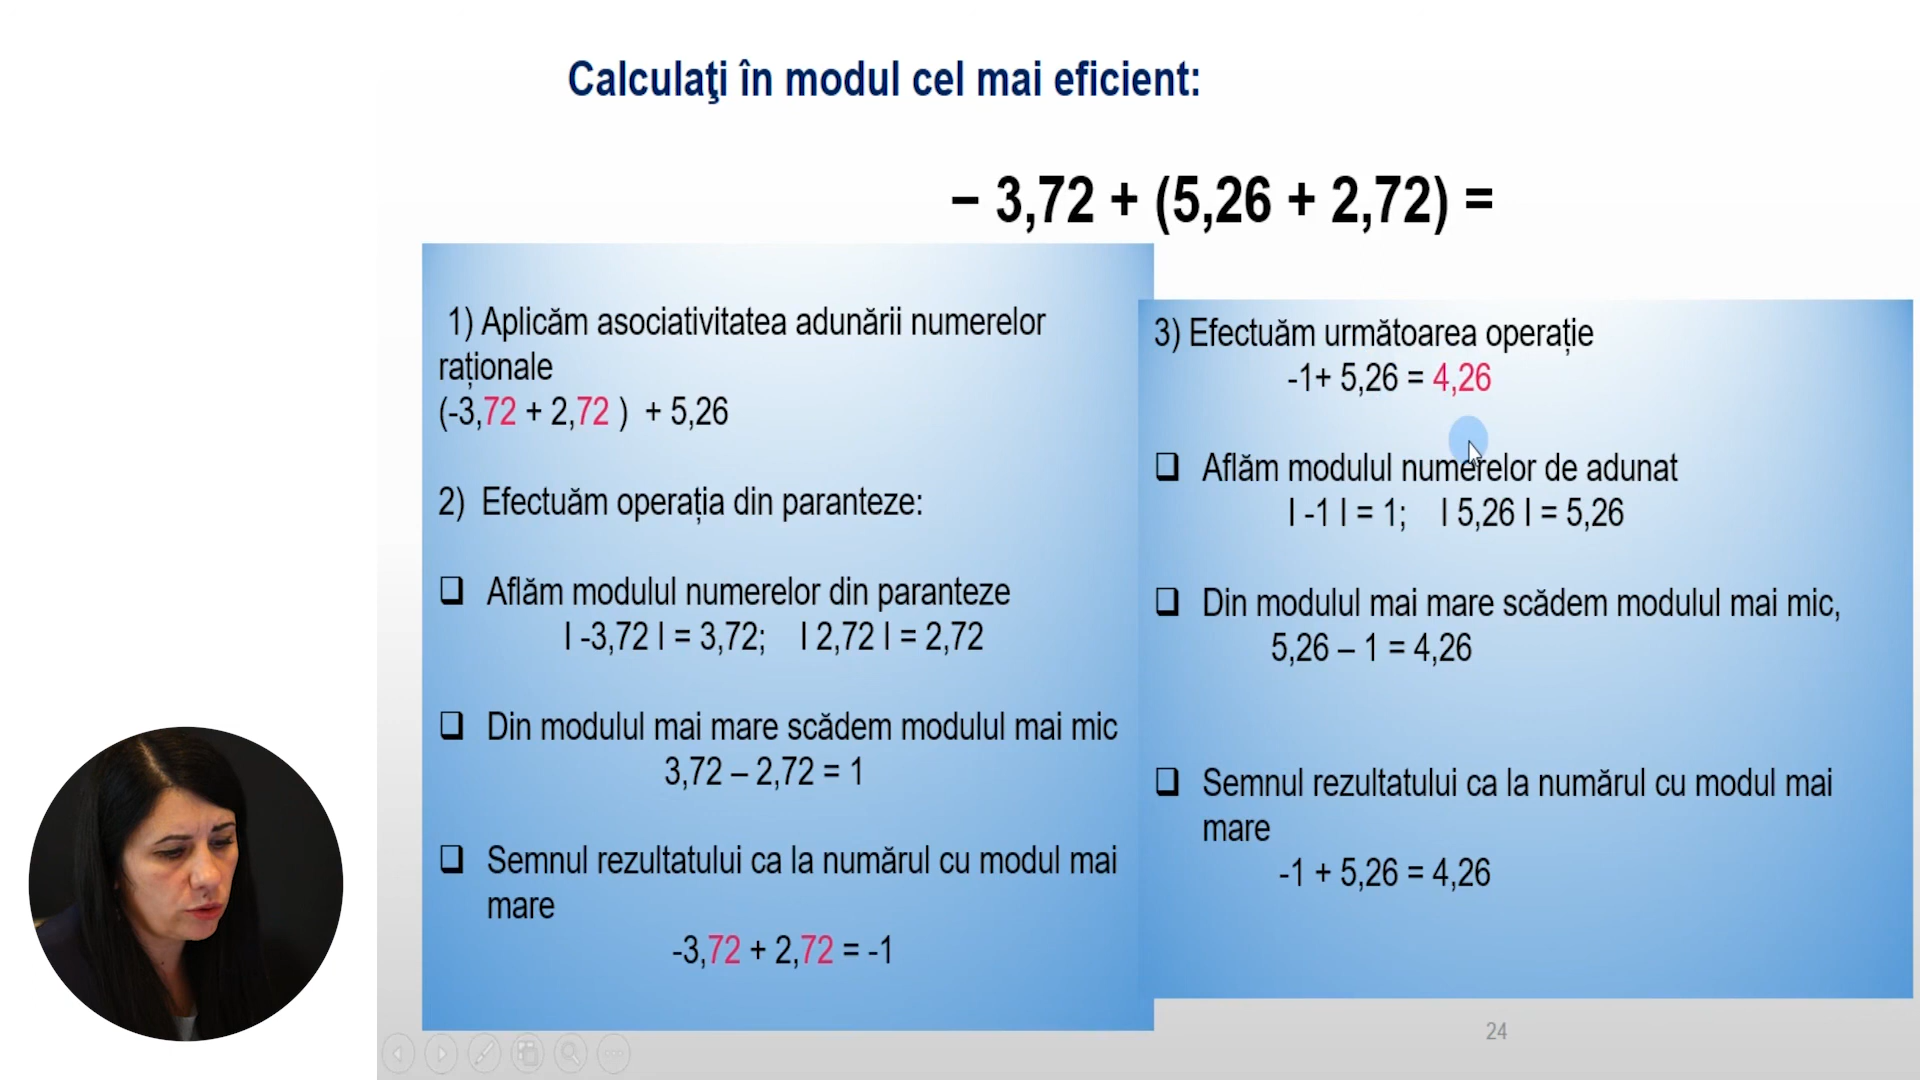 Calculaţi în modul cel mai eficient:
– 3,72 + (5,26 + 2,72) =
1) Aplicăm asociativitatea adunării numerelor
raționale
(-3,72 + 2,72 ) + 5,26
2) Efectuăm operația din paranteze:
❑ Aflăm modulul numerelor din paranteze
l -3,72 l = 3,72; l 2,72 l = 2,72
❑ Din modulul mai mare scădem modulul mai mic
3,72 – 2,72 = 1
❑ Semnul rezultatului ca la numărul cu modul mai
mare
-3,72 + 2,72 = -1
3) Efectuăm următoarea operație
-1+ 5,26 = 4,26
❑ Aflăm modulul numerelor de adunat
l -1 l = 1; l 5,26 l = 5,26
❑ Din modulul mai mare scădem modulul mai mic,
5,26 – 1 = 4,26
❑ Semnul rezultatului ca la numărul cu modul mai
mare
-1 + 5,26 = 4,26
24